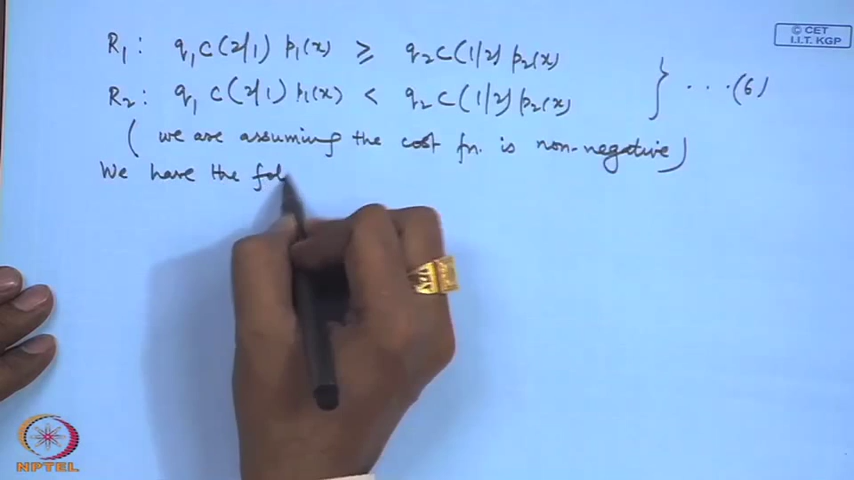 © CET
I.I.T. KGP
R₁ : q₁ C(2/1) p₁(x) ≥ q₂ C(1/2) p₂(x)
R₂ : q₁ C(2/1) p₁(x) < q₂ C(1/2) p₂(x) } ... (6)
( we are assuming the cost fn. is non-negative )
We have the fol
NPTEL